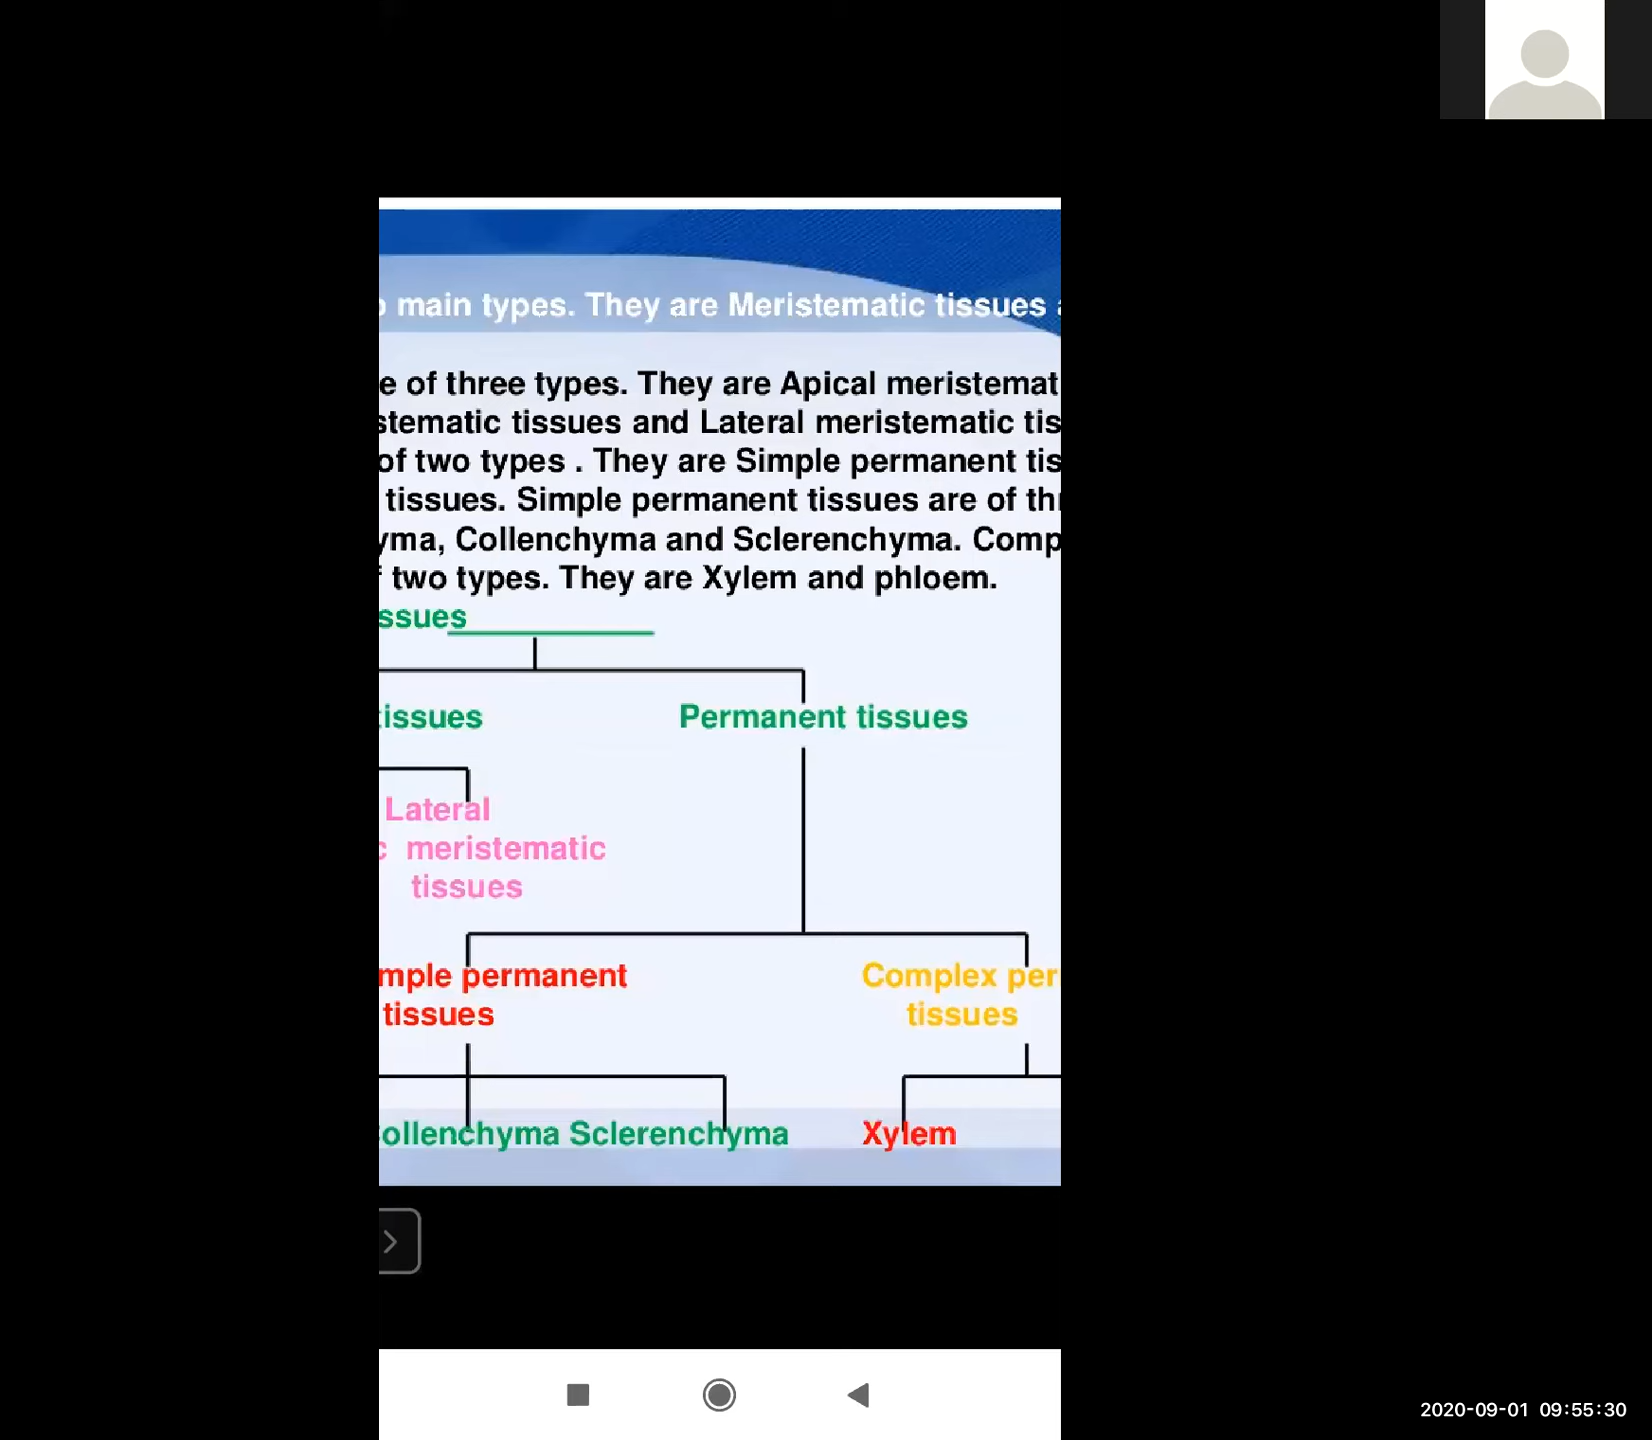 main types. They are Meristematic tissues
e of three types. They are Apical meristemat
stematic tissues and Lateral meristematic tis
of two types . They are Simple permanent tis
tissues. Simple permanent tissues are of thr
yma, Collenchyma and Sclerenchyma. Comp
two types. They are Xylem and phloem.
ssues
tissues Permanent tissues
Lateral
c meristematic
tissues
mple permanent Complex per
tissues tissues
ollenchyma Sclerenchyma Xylem
2020-09-01 09:55:30